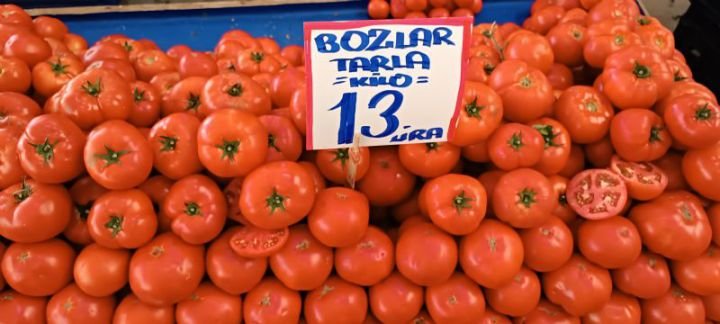 BOZLAR
TARLA
=KİLO=
13.
LİRA